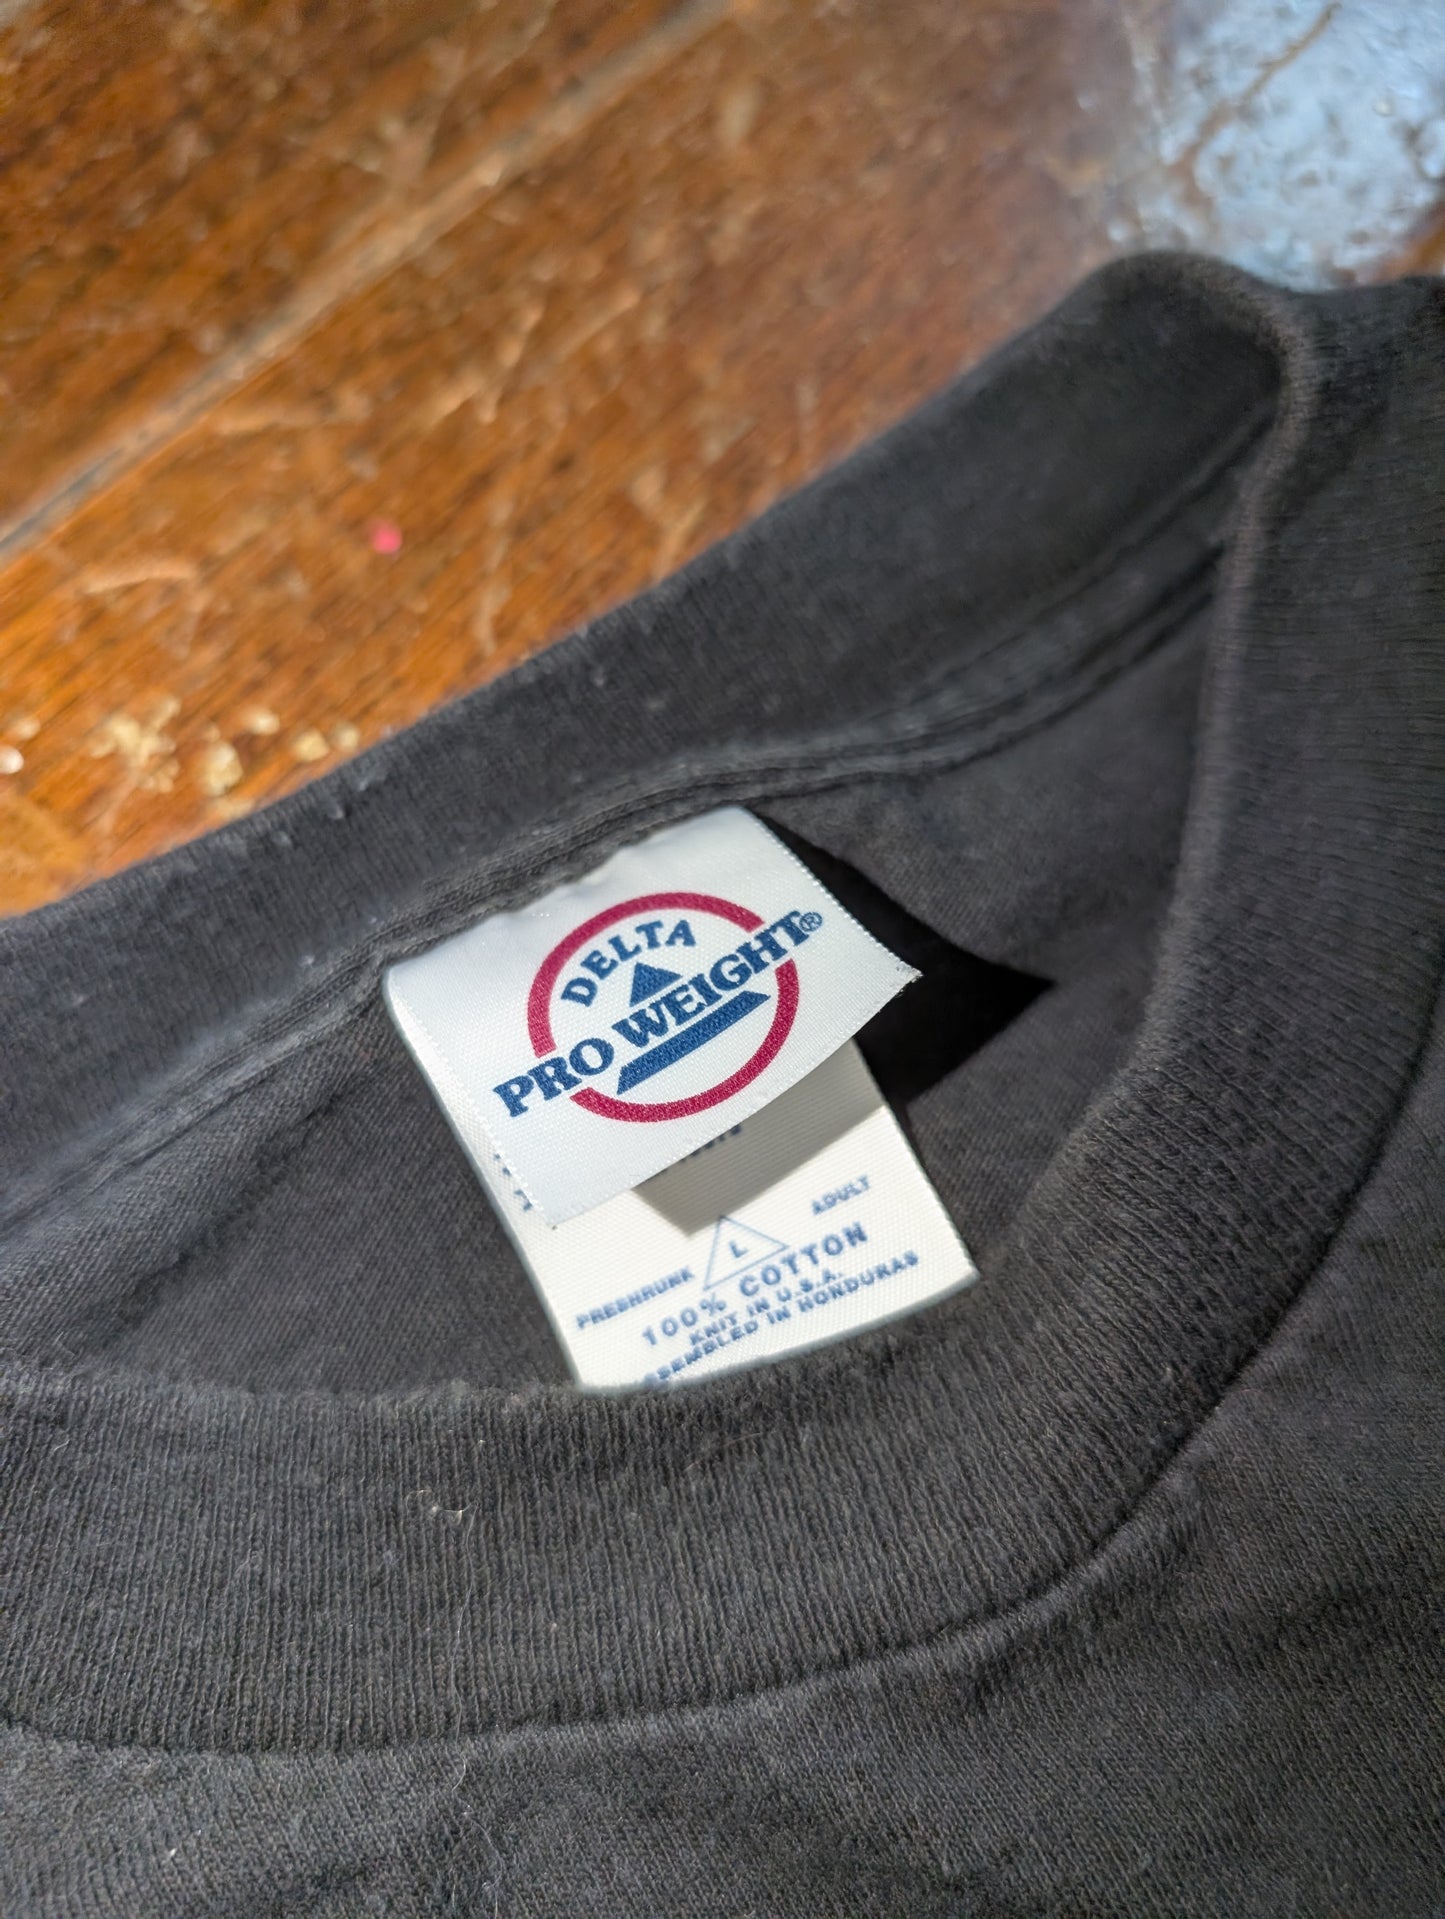 DELTA
PRO WEIGHT®
ADULT
L
PRESHRUNK
100% COTTON
KNIT IN U.S.A.
ASSEMBLED IN HONDURAS